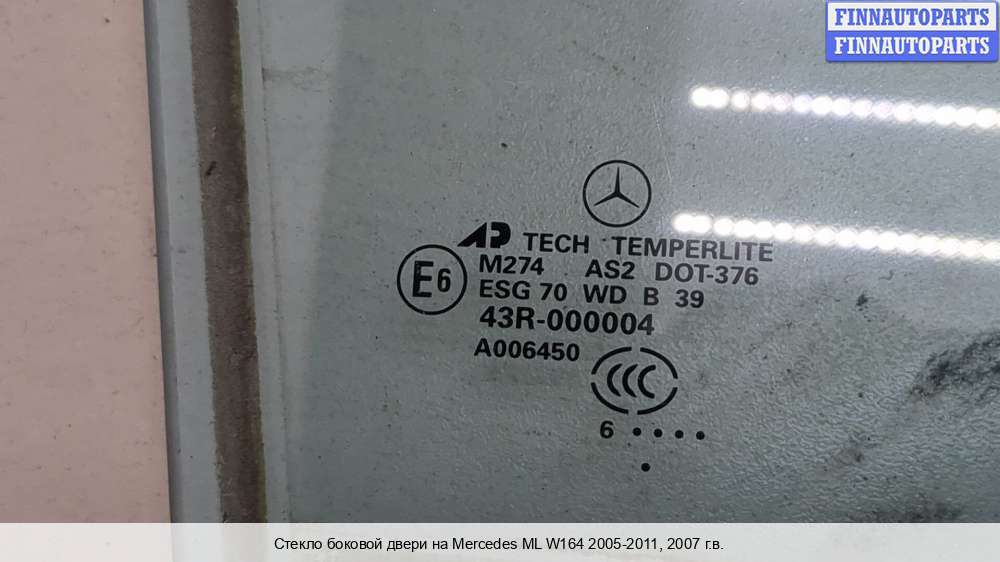 FINNAUTOPARTS
FINNAUTOPARTS
AP TECH TEMPERLITE
E6
M274 AS2 DOT-376
ESG 70 WD B 39
43R-000004
A006450
CCC
6 • • • •
•
Стекло боковой двери на Mercedes ML W164 2005-2011, 2007 г.в.